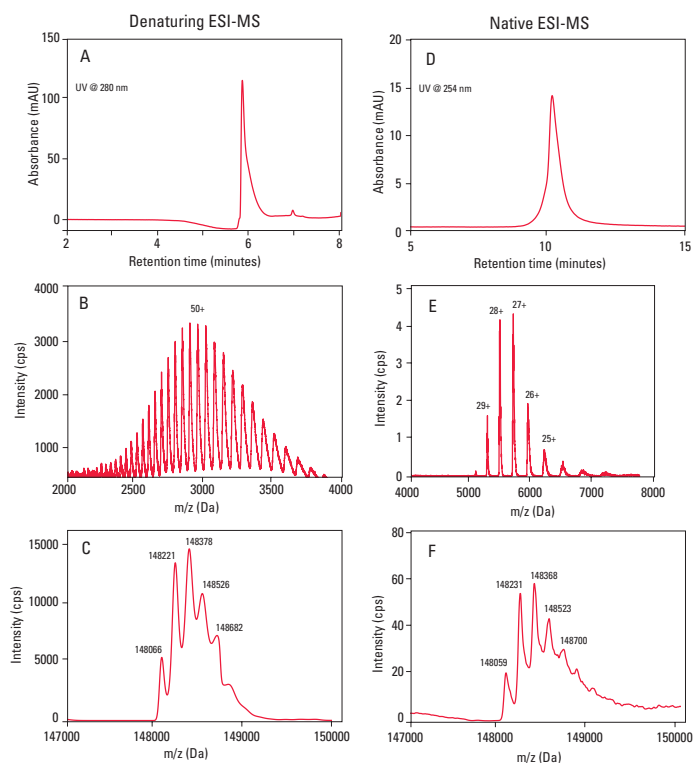 Denaturing ESI-MS
Native ESI-MS
A
UV @ 280 nm
Absorbance (mAU)
150
100
50
0
2 4 6 8
Retention time (minutes)
D
UV @ 254 nm
Absorbance (mAU)
20
15
10
5
0
5 10 15
Retention time (minutes)
B
50+
Intensity (cps)
4000
3000
2000
1000
2000 2500 3000 3500 4000
m/z (Da)
E
29+
28+
27+
26+
25+
Intensity (cps)
5
4
3
2
1
0
4000 5000 6000 7000 8000
m/z (Da)
C
148066
148221
148378
148526
148682
Intensity (cps)
15000
10000
5000
0
147000 148000 149000 150000
m/z (Da)
F
148059
148231
148368
148523
148700
Intensity (cps)
80
60
40
20
0
147000 148000 149000 150000
m/z (Da)